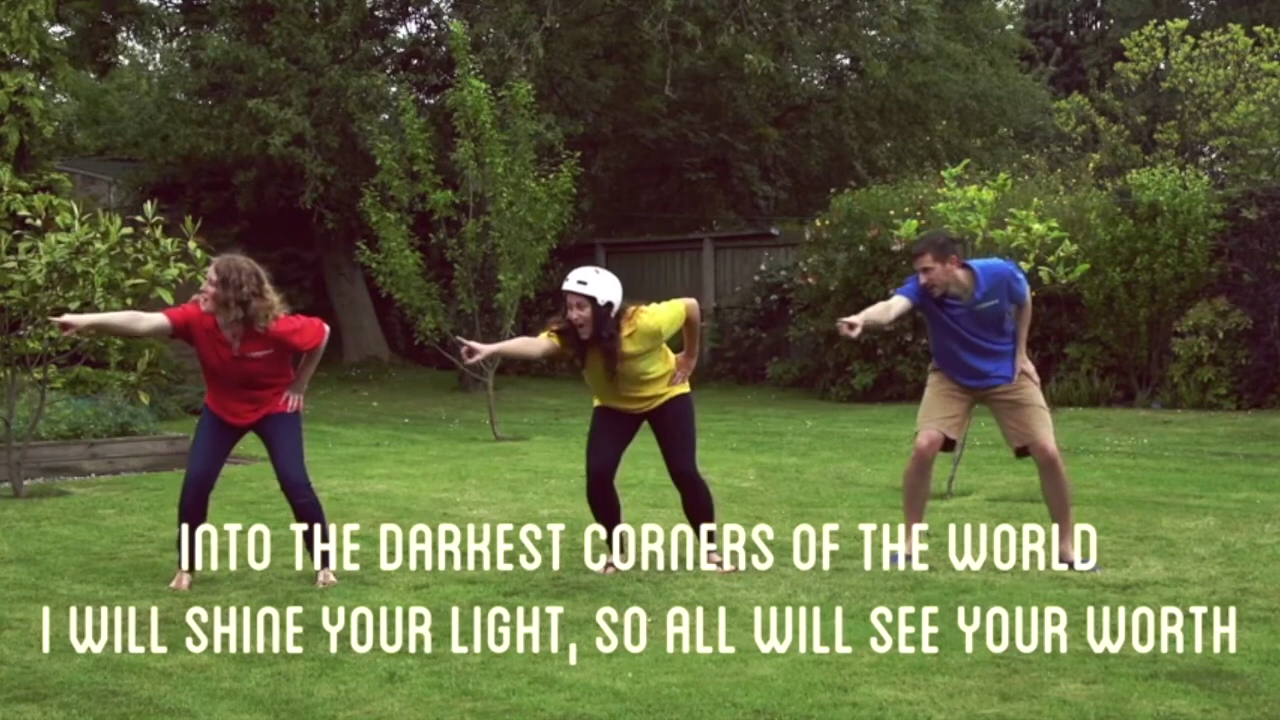 INTO THE DARKEST CORNERS OF THE WORLD
I WILL SHINE YOUR LIGHT, SO ALL WILL SEE YOUR WORTH